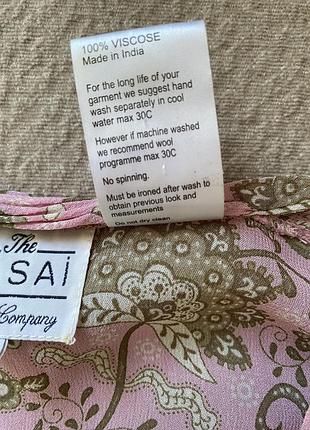 100% VISCOSE
Made in India
For the long life of your
garment we suggest hand
wash separately in cool
water max 30C
However if machine washed
we recommend wool
programme max 30C
No spinning.
Must be ironed after wash to
obtain previous look and
measurements
Do not dry clean
The
SAi
Company